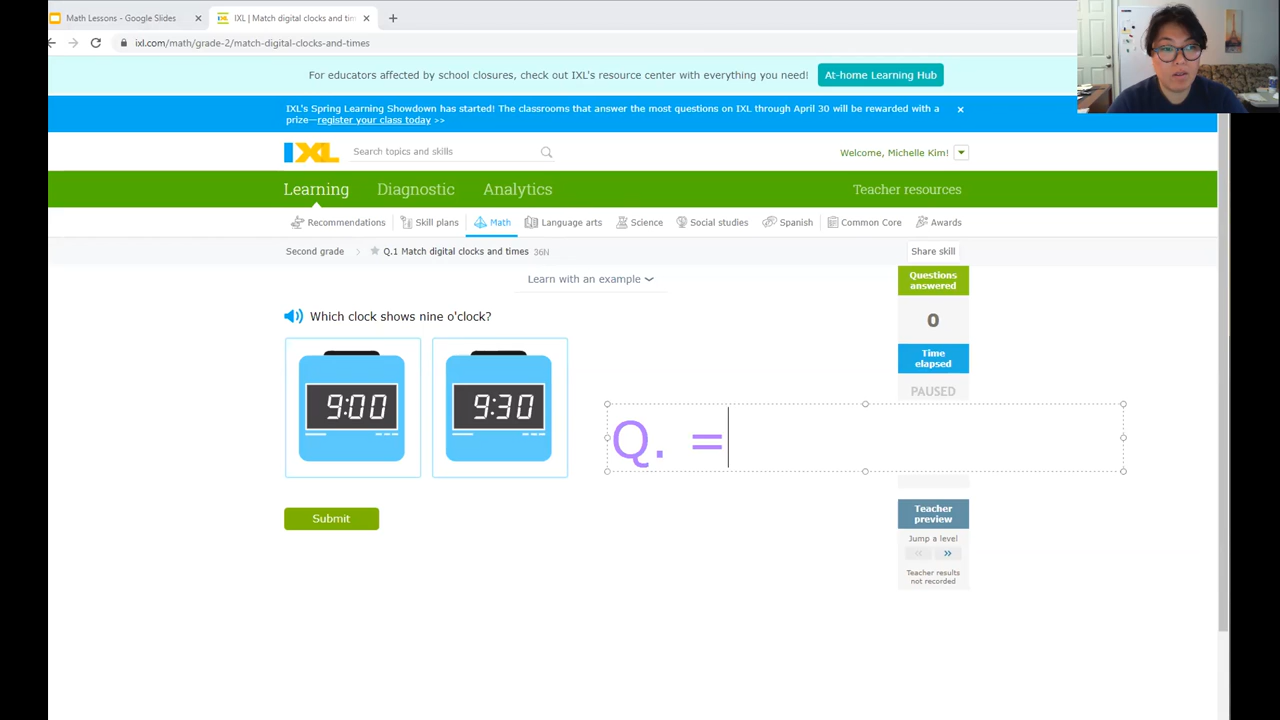 Math Lessons - Google Slides
IXL | Match digital clocks and tim
ixl.com/math/grade-2/match-digital-clocks-and-times
For educators affected by school closures, check out IXL's resource center with everything you need!
At-home Learning Hub
IXL's Spring Learning Showdown has started! The classrooms that answer the most questions on IXL through April 30 will be rewarded with a
prize—register your class today >>
IXL
Search topics and skills
Welcome, Michelle Kim!
Learning
Diagnostic
Analytics
Teacher resources
Recommendations
Skill plans
Math
Language arts
Science
Social studies
Spanish
Common Core
Awards
Second grade
Q.1 Match digital clocks and times 36N
Share skill
Learn with an example
Questions
answered
0
Which clock shows nine o'clock?
9:00
9:30
Time
elapsed
PAUSED
Q. =
Submit
Teacher
preview
Jump a level
<<
>>
Teacher results
not recorded